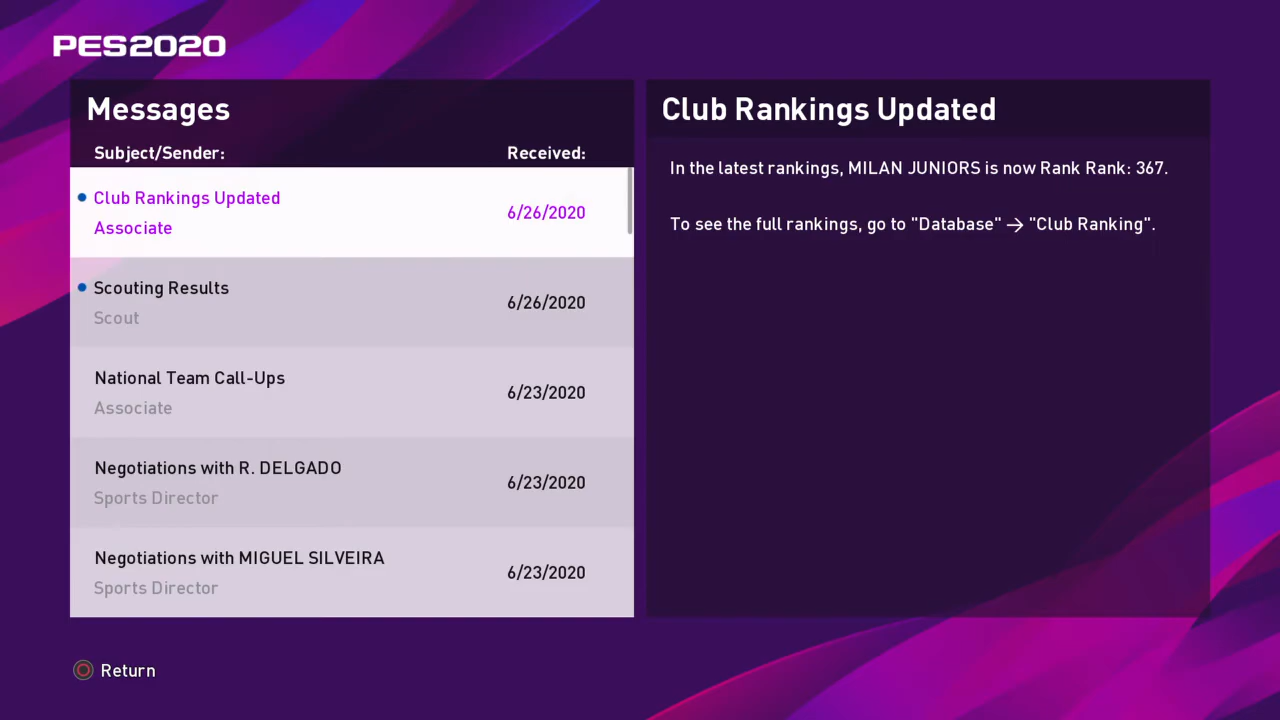 PES2020
Messages
Subject/Sender: Received:
Club Rankings Updated
Associate
6/26/2020
Scouting Results
Scout
6/26/2020
National Team Call-Ups
Associate
6/23/2020
Negotiations with R. DELGADO
Sports Director
6/23/2020
Negotiations with MIGUEL SILVEIRA
Sports Director
6/23/2020
Club Rankings Updated
In the latest rankings, MILAN JUNIORS is now Rank Rank: 367.
To see the full rankings, go to "Database" → "Club Ranking".
Return